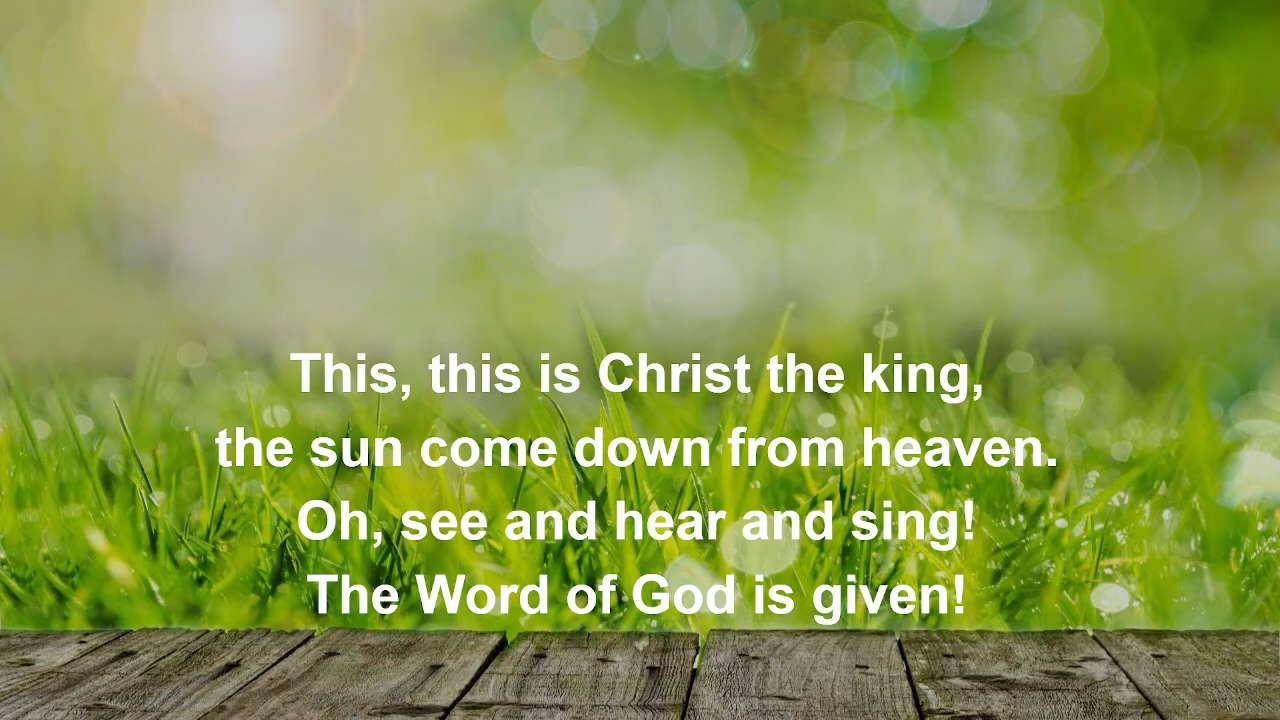 This, this is Christ the king,
the sun come down from heaven.
Oh, see and hear and sing!
The Word of God is given!